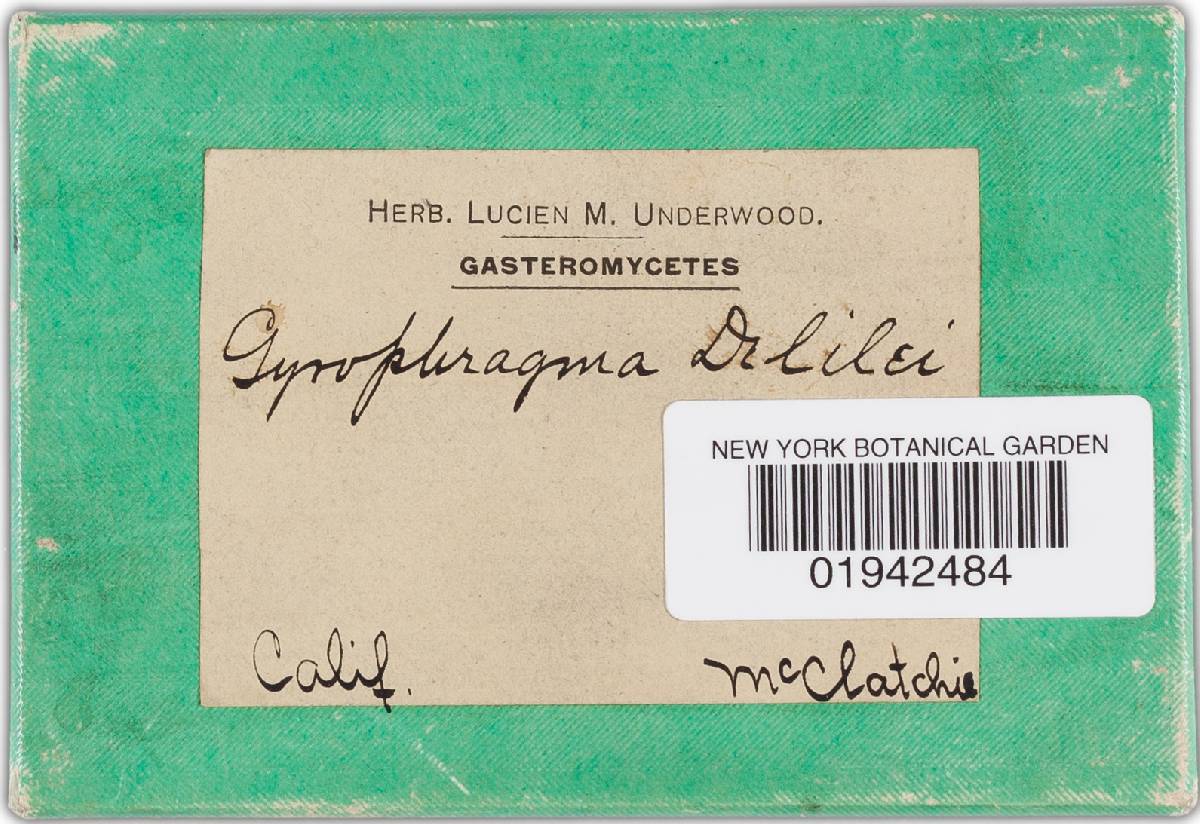 HERB. LUCIEN M. UNDERWOOD.
GASTEROMYCETES
Gyrophragma Delilei
NEW YORK BOTANICAL GARDEN
01942484
Calif.
McClatchie